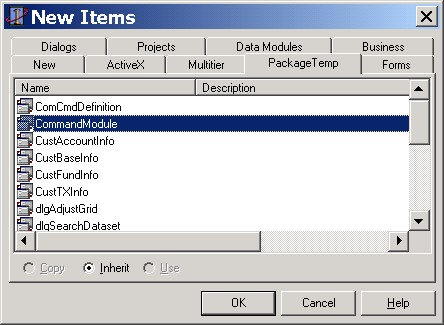 New Items
Dialogs Projects Data Modules Business
New ActiveX Multitier PackageTemp Forms
Name Description
ComCmdDefinition
CommandModule
CustAccountInfo
CustBaseInfo
CustFundInfo
CustTXInfo
dlgAdjustGrid
dlgSearchDataset
Copy Inherit Use
OK Cancel Help